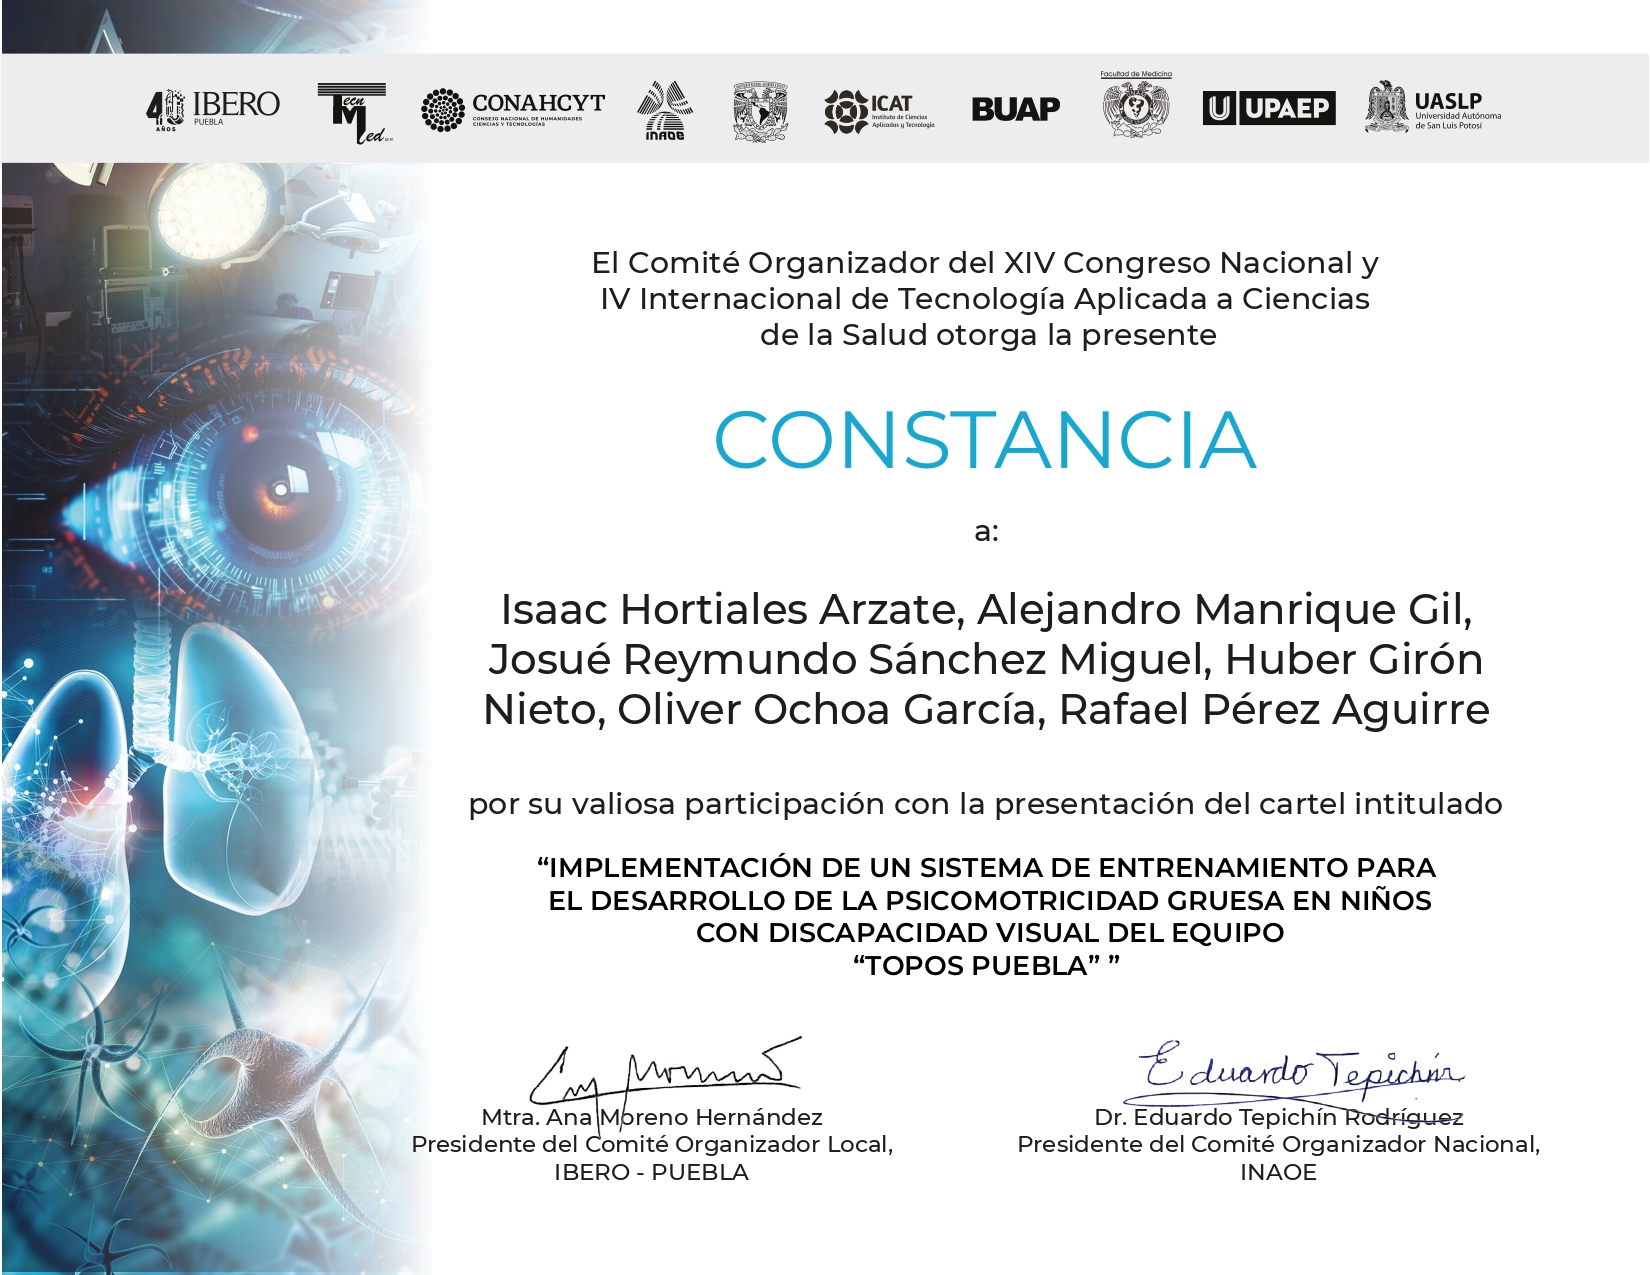 40 AÑOS IBERO PUEBLA
Tecn Med
CONAHCYT
CONSEJO NACIONAL DE HUMANIDADES
CIENCIAS Y TECNOLOGÍAS
INAOE
ICAT
Instituto de Ciencias
Aplicadas y Tecnología
BUAP
Facultad de Medicina
U UPAEP
UASLP
Universidad Autónoma
de San Luis Potosí
El Comité Organizador del XIV Congreso Nacional y
IV Internacional de Tecnología Aplicada a Ciencias
de la Salud otorga la presente
CONSTANCIA
a:
Isaac Hortiales Arzate, Alejandro Manrique Gil,
Josué Reymundo Sánchez Miguel, Huber Girón
Nieto, Oliver Ochoa García, Rafael Pérez Aguirre
por su valiosa participación con la presentación del cartel intitulado
“IMPLEMENTACIÓN DE UN SISTEMA DE ENTRENAMIENTO PARA
EL DESARROLLO DE LA PSICOMOTRICIDAD GRUESA EN NIÑOS
CON DISCAPACIDAD VISUAL DEL EQUIPO
“TOPOS PUEBLA” ”
Eduardo Tepichín
Mtra. Ana Moreno Hernández
Presidente del Comité Organizador Local,
IBERO - PUEBLA
Dr. Eduardo Tepichín Rodríguez
Presidente del Comité Organizador Nacional,
INAOE